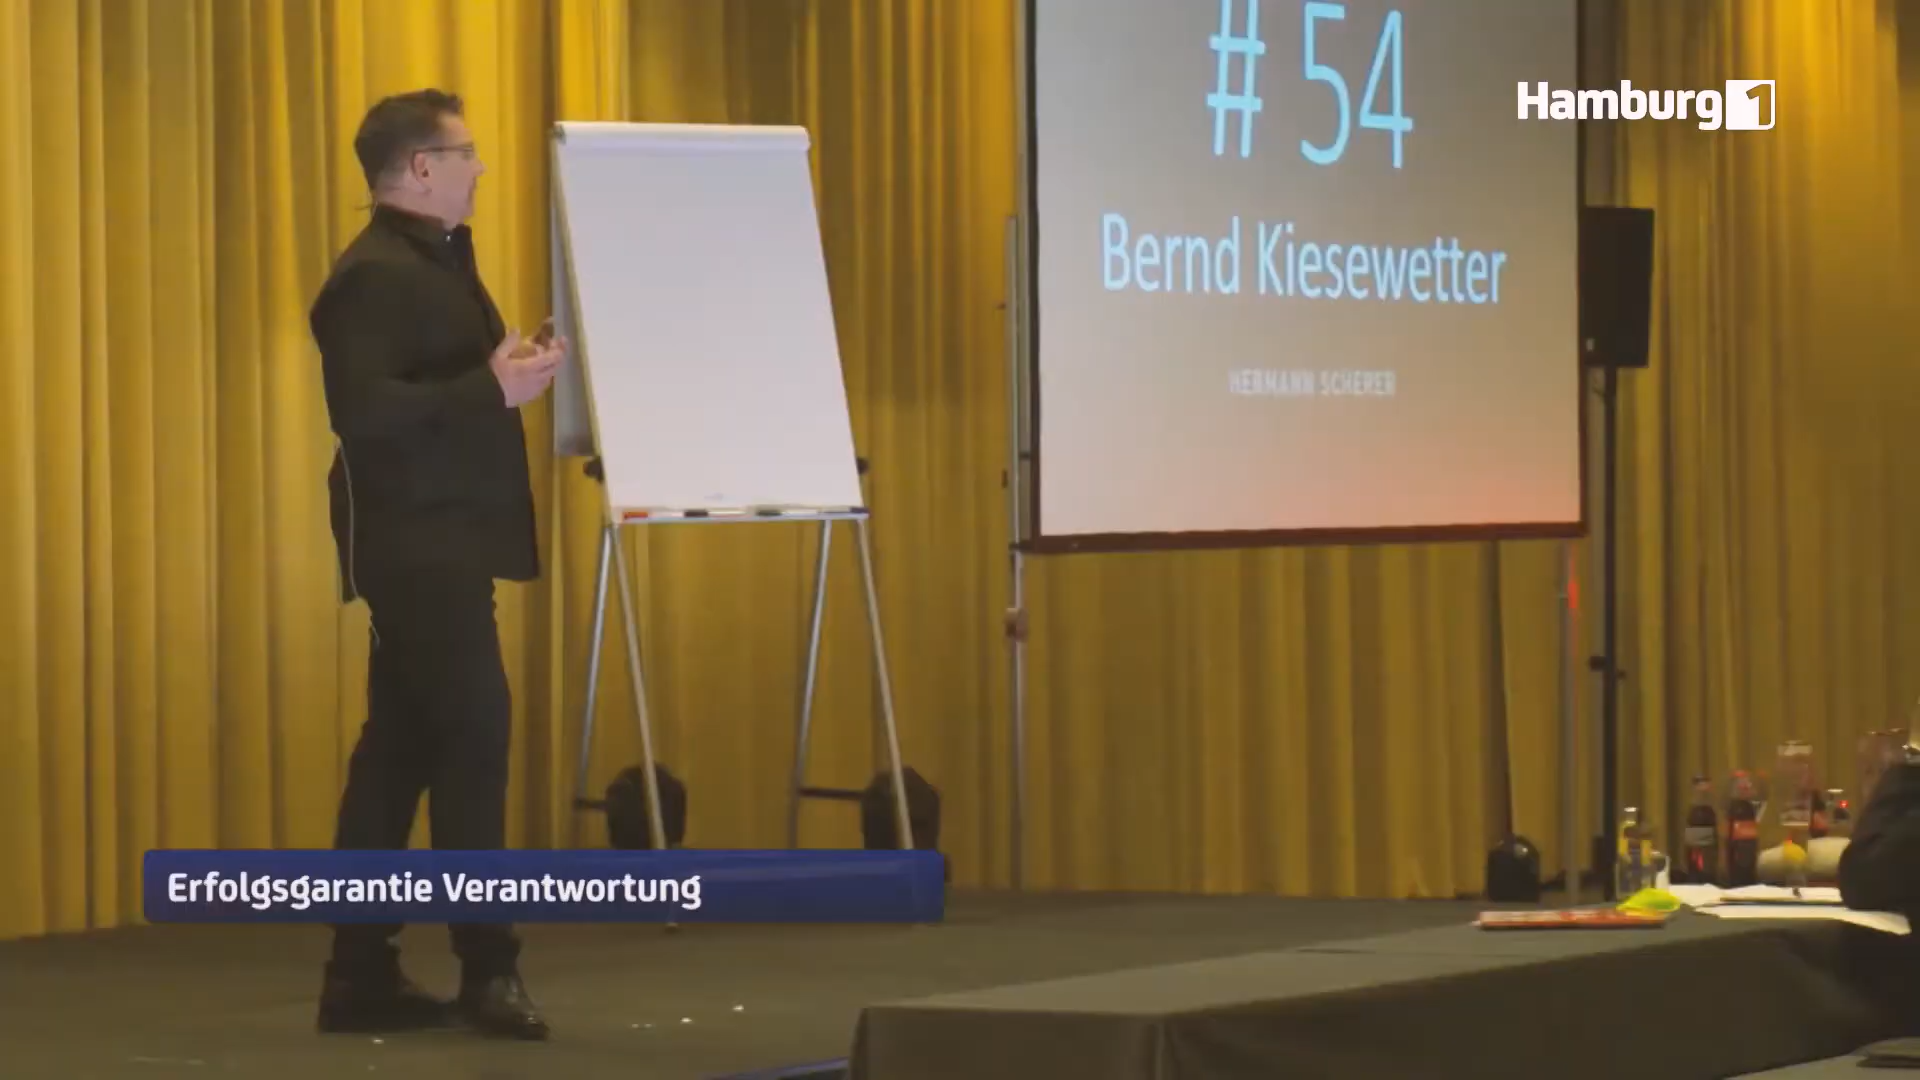 # 54
Hamburg 1
Bernd Kiesewetter
HERMANN SCHERER
Erfolgsgarantie Verantwortung